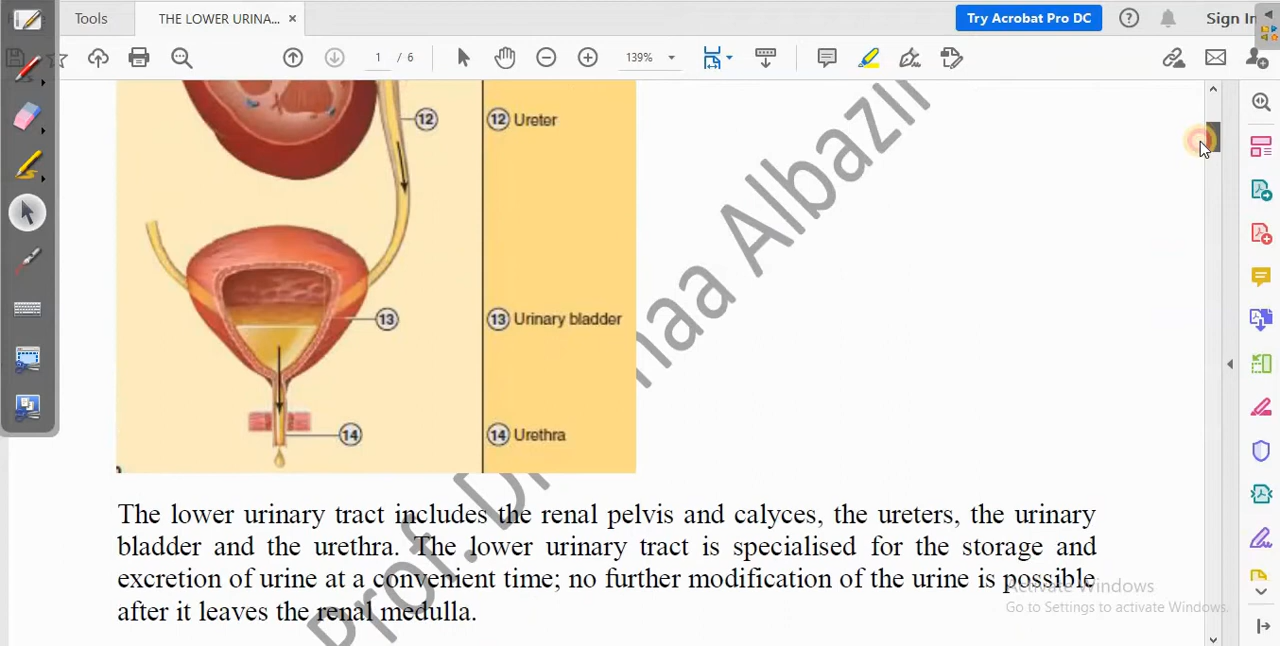 Tools
THE LOWER URINA... ×
Try Acrobat Pro DC
Sign In
1 / 6
139%
12
12 Ureter
13
13 Urinary bladder
14
14 Urethra
The lower urinary tract includes the renal pelvis and calyces, the ureters, the urinary
bladder and the urethra. The lower urinary tract is specialised for the storage and
excretion of urine at a convenient time; no further modification of the urine is possible
after it leaves the renal medulla.
Activate Windows
Go to Settings to activate Windows.
Prof. D
aa Albazii